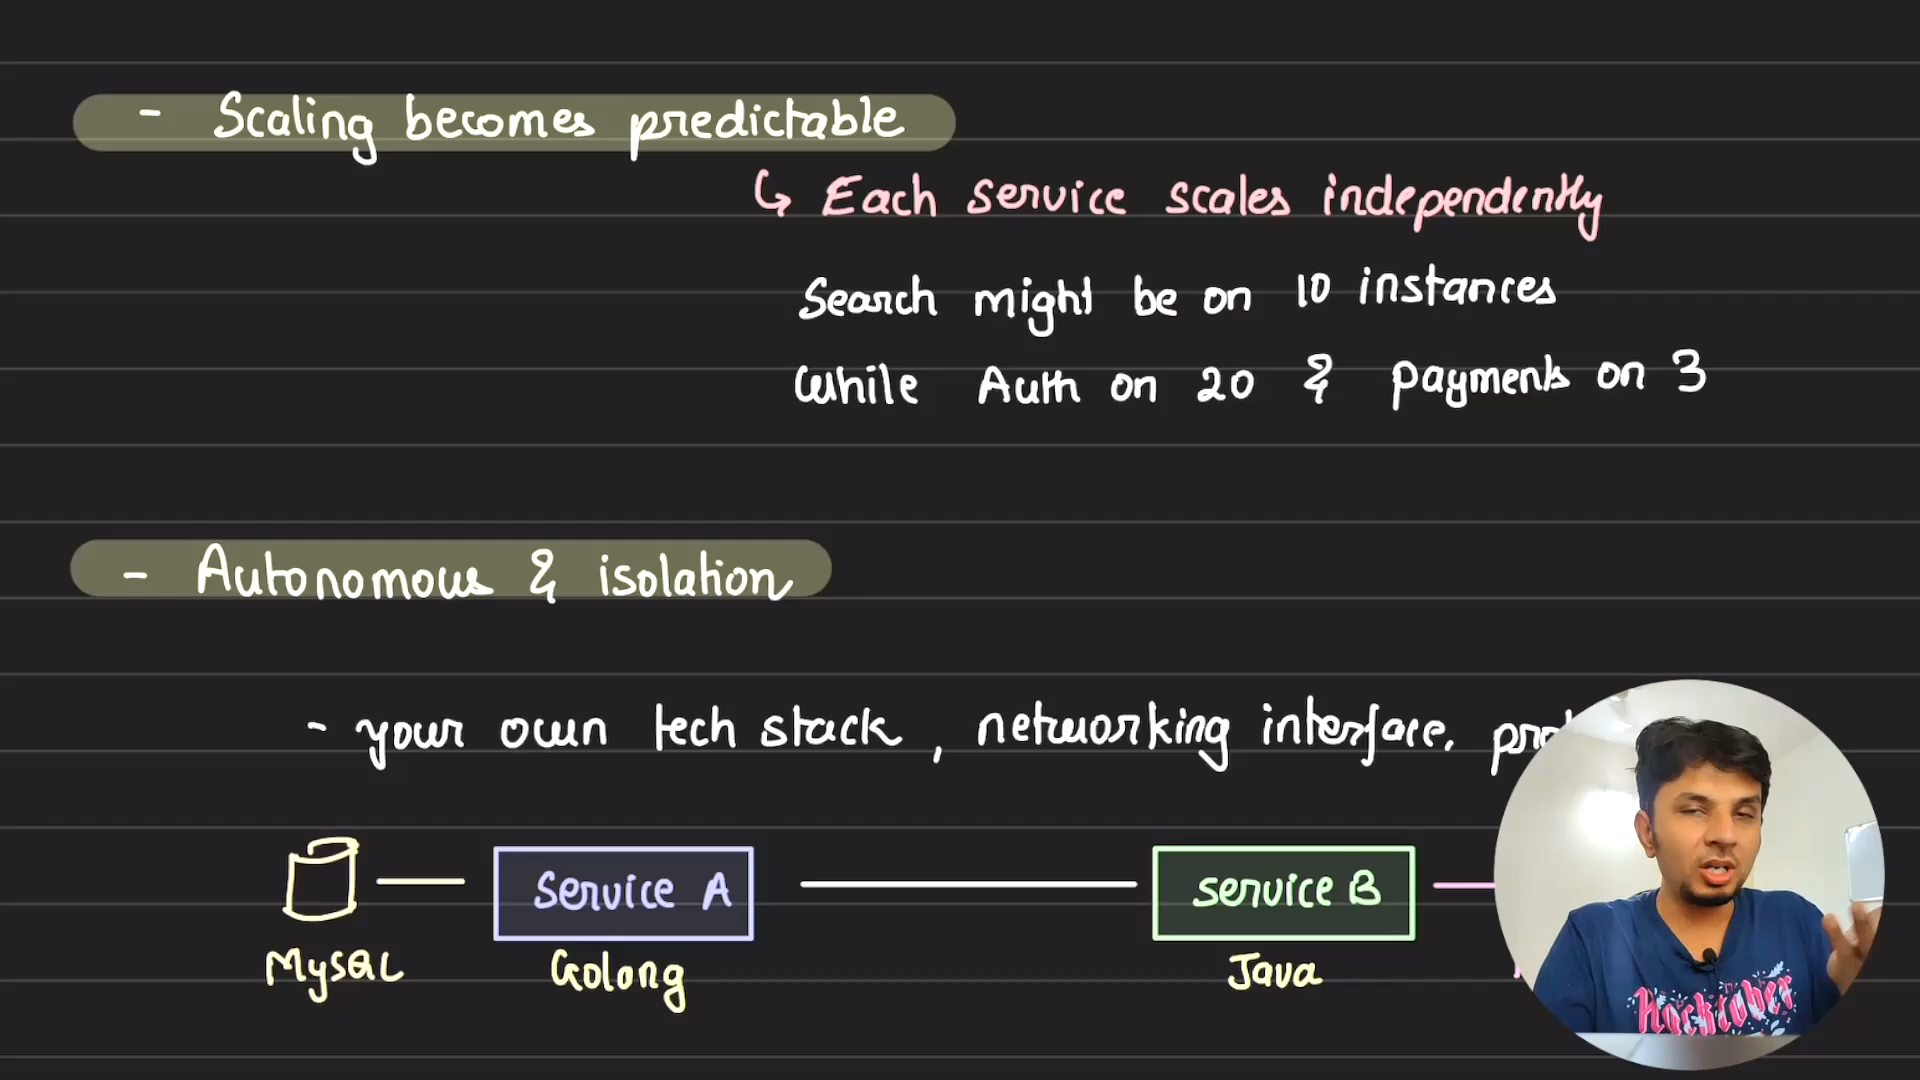 - Scaling becomes predictable
↳ Each service scales independently
Search might be on 10 instances
While Auth on 20 & payments on 3
- Autonomous & isolation
- your own tech stack, networking interface,
Service A
service B
MySQL
Golang
Java
Hacktober